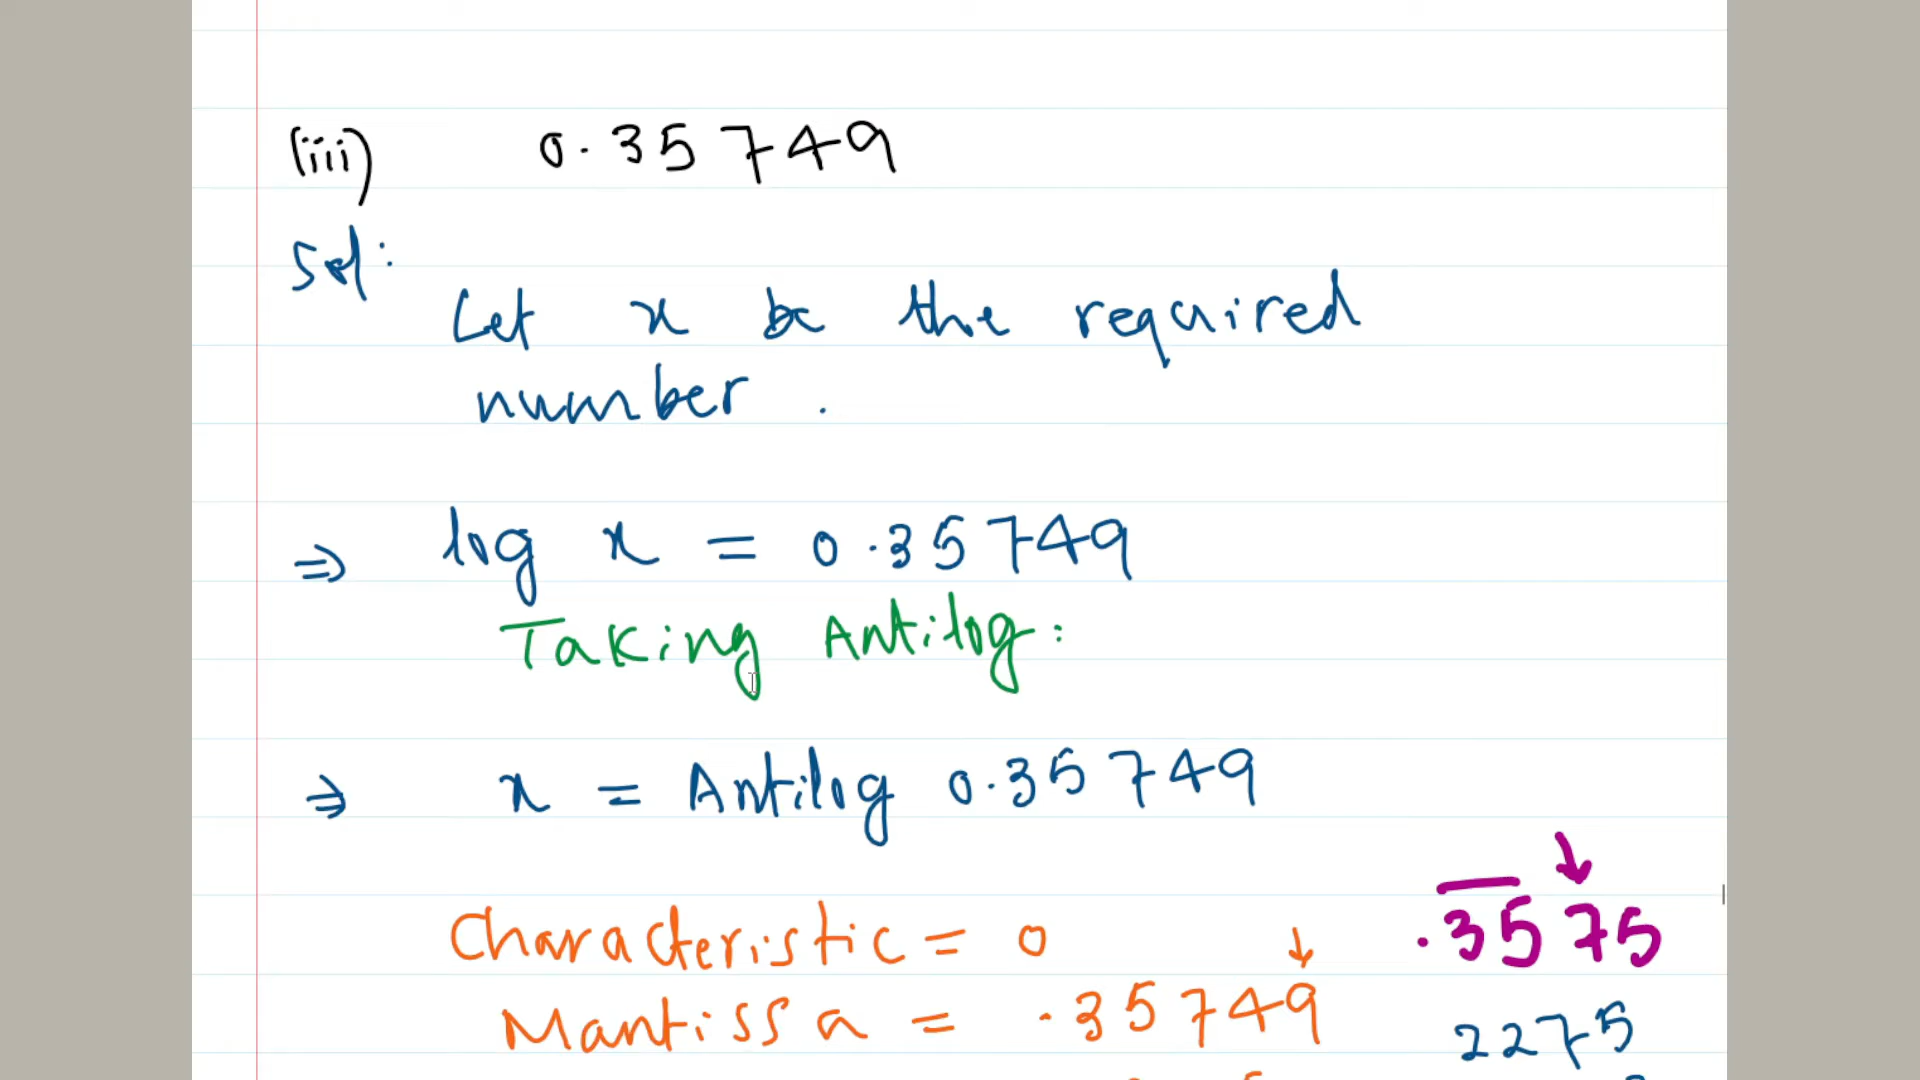 (iii) 0.35749
Sol:
Let x be the required
number.
⇒ log x = 0.35749
Taking Antilog:
⇒ x = Antilog 0.35749
Characteristic = 0
.3575
Mantissa = .35749
2275